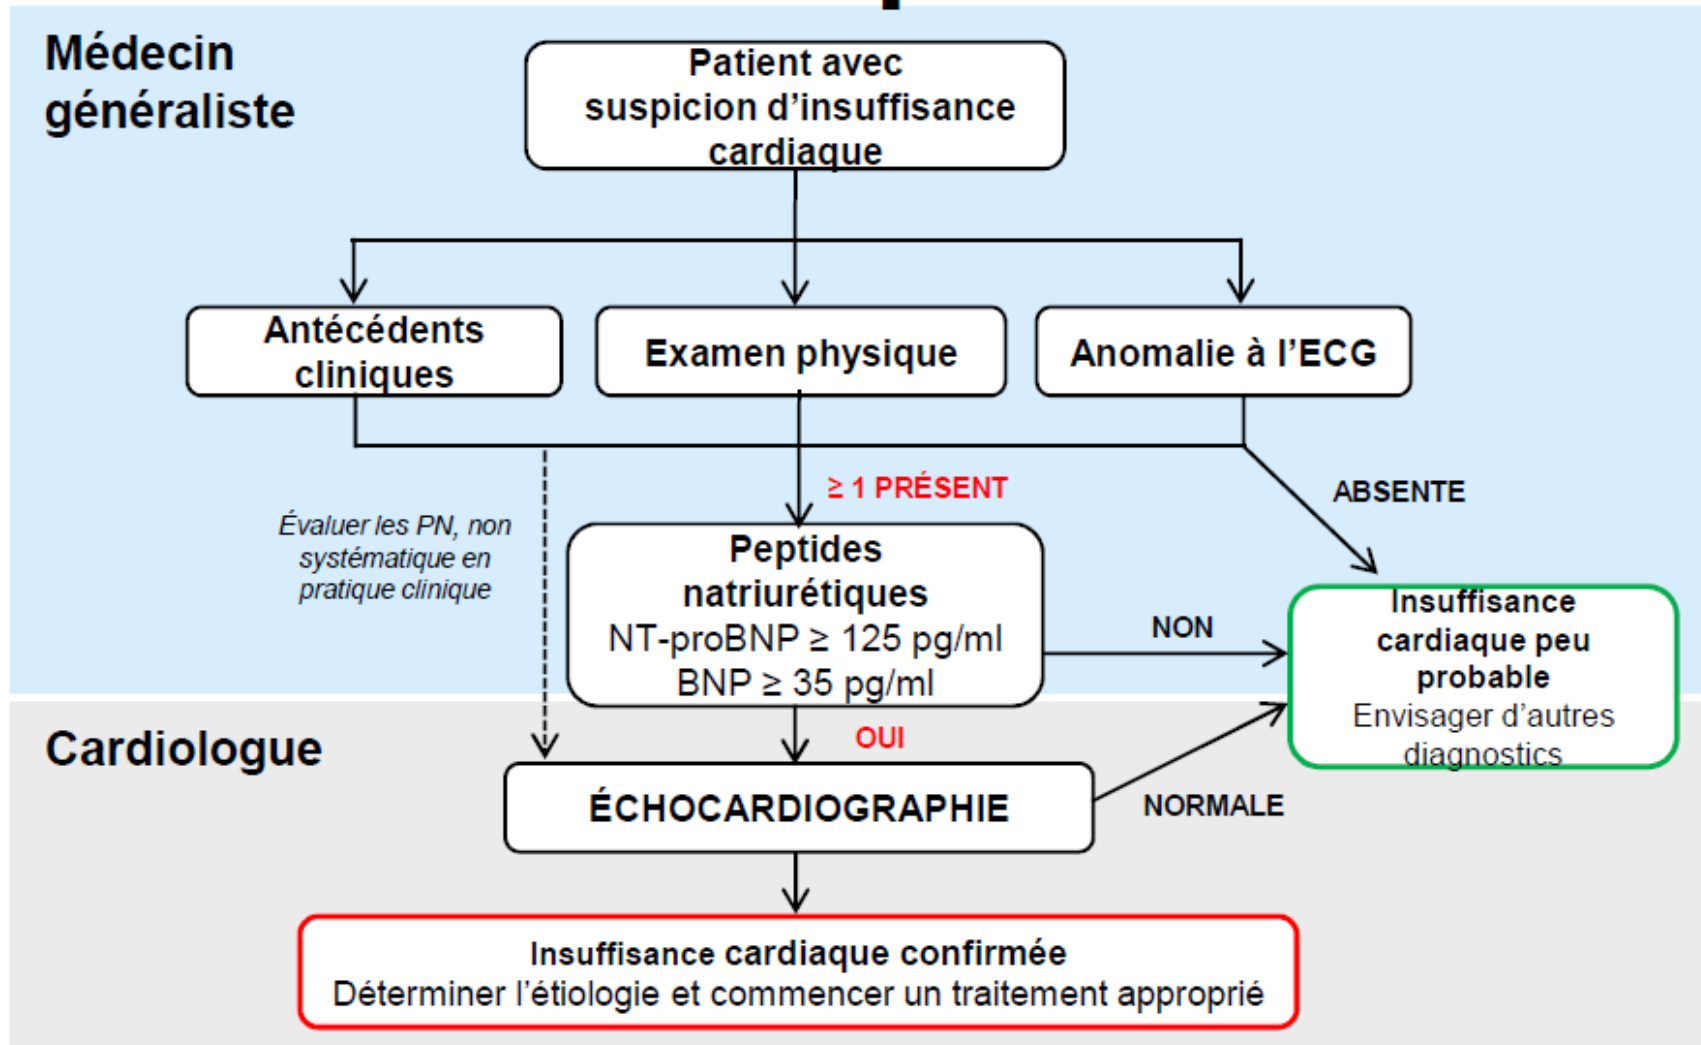 Médecin
généraliste
Patient avec
suspicion d’insuffisance
cardiaque
Antécédents
cliniques
Examen physique
Anomalie à l’ECG
≥ 1 PRÉSENT
ABSENTE
Évaluer les PN, non
systématique en
pratique clinique
Peptides
natriurétiques
NT-proBNP ≥ 125 pg/ml
BNP ≥ 35 pg/ml
NON
Insuffisance
cardiaque peu
probable
Envisager d’autres
diagnostics
Cardiologue
OUI
ÉCHOCARDIOGRAPHIE
NORMALE
Insuffisance cardiaque confirmée
Déterminer l’étiologie et commencer un traitement approprié